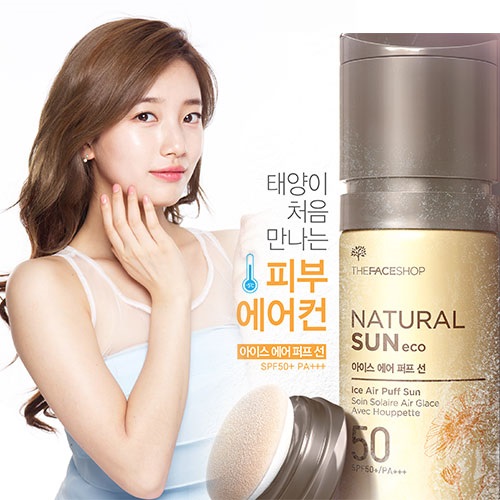 태양이
처음
만나는
피부
에어컨
아이스 에어 퍼프 선
SPF50+ PA+++
THEFACESHOP
NATURAL
SUN eco
아이스 에어 퍼프 선
Ice Air Puff Sun
Soin Solaire Air Glacé
Avec Houppette
50
SPF50+/PA+++